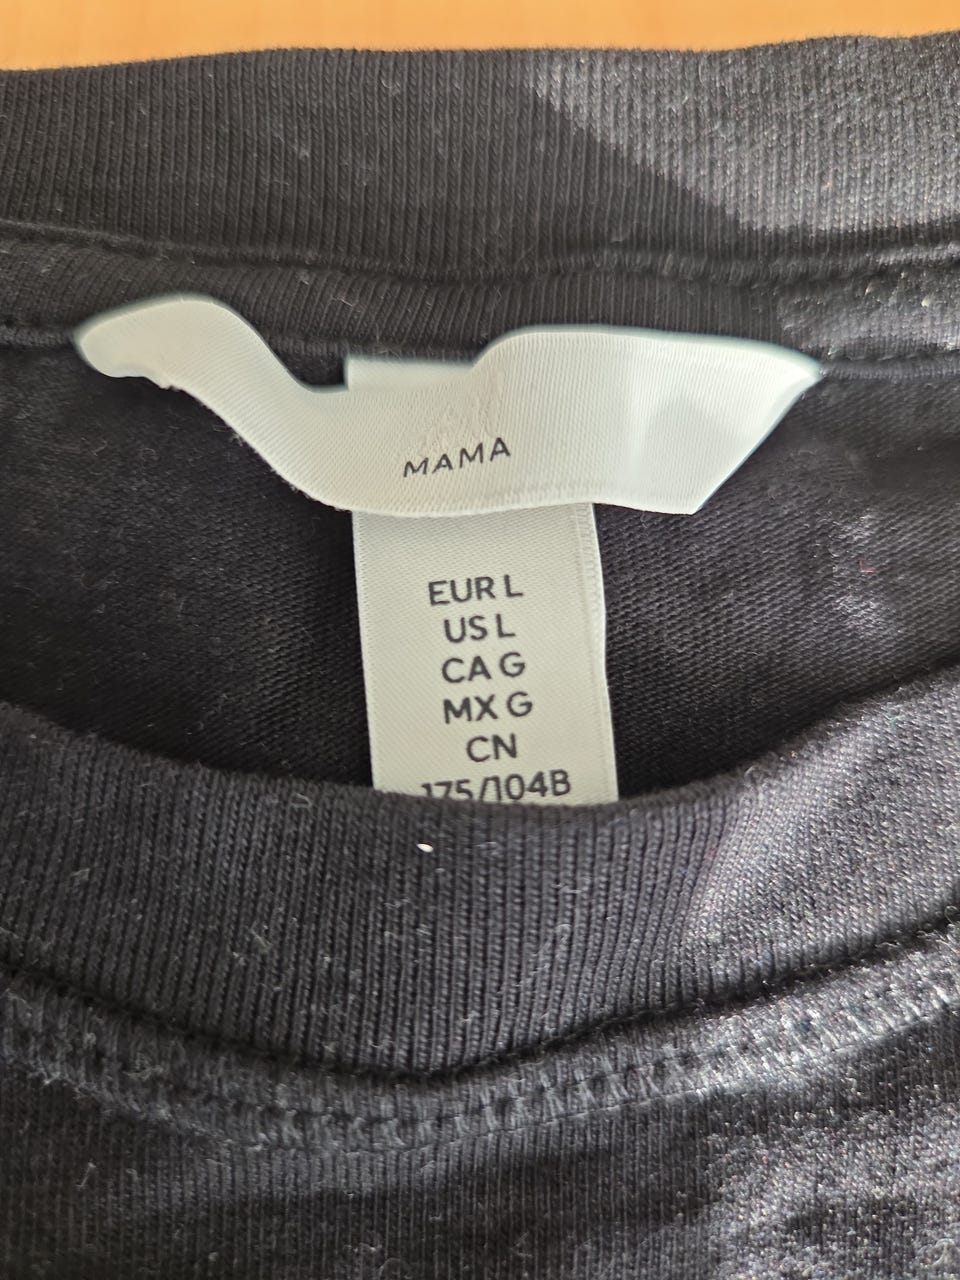 MAMA
EUR L
US L
CA G
MX G
CN
175/104B